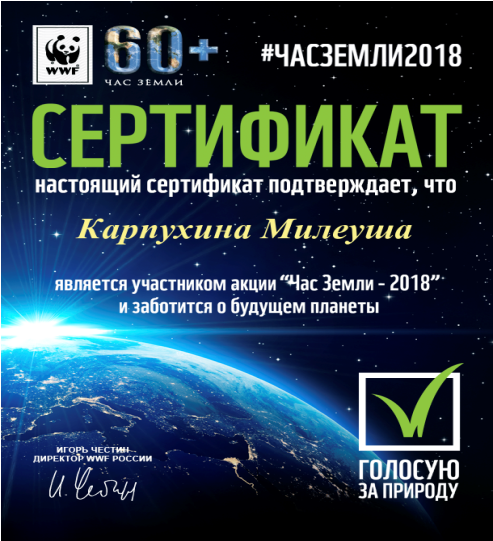 WWF
60+
ЧАС ЗЕМЛИ
#ЧАСЗЕМЛИ2018
СЕРТИФИКАТ
настоящий сертификат подтверждает, что
Карпухина Милеуша
является участником акции “Час Земли - 2018”
и заботится о будущем планеты
ИГОРЬ ЧЕСТИН
ДИРЕКТОР WWF РОССИИ
И. Честин
ГОЛОСУЮ
ЗА ПРИРОДУ